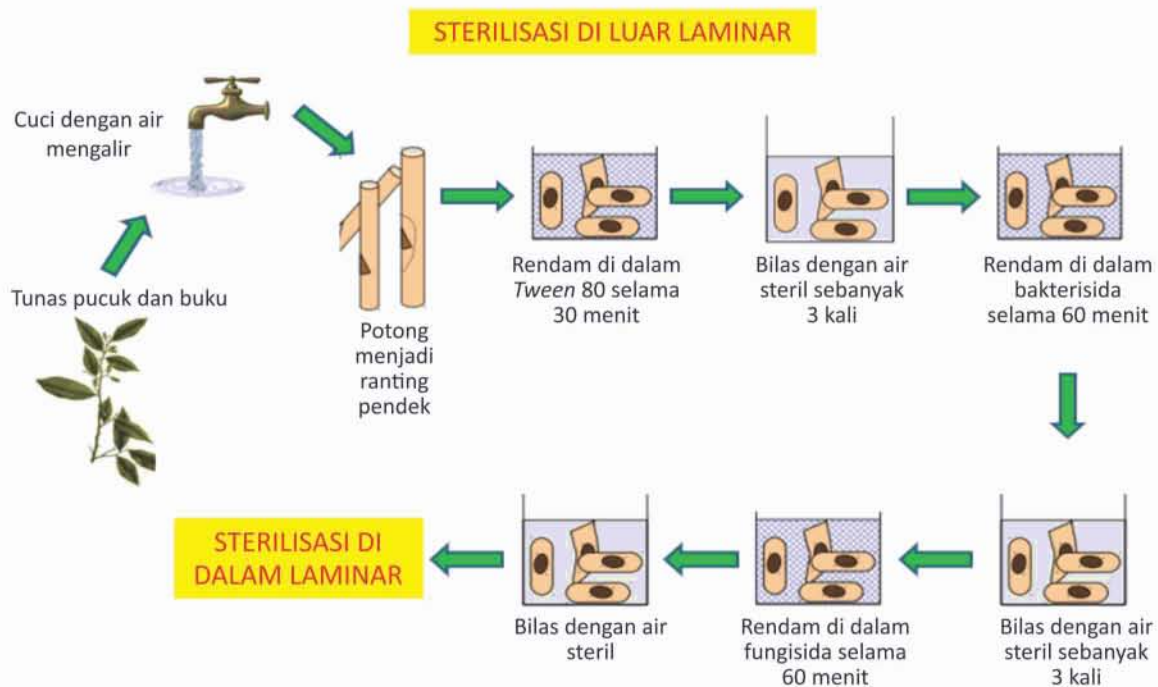 STERILISASI DI LUAR LAMINAR
Tunas pucuk dan buku
Cuci dengan air
mengalir
Potong
menjadi
ranting
pendek
Rendam di dalam
Tween 80 selama
30 menit
Bilas dengan air
steril sebanyak
3 kali
Rendam di dalam
bakterisida
selama 60 menit
Bilas dengan air
steril sebanyak
3 kali
Rendam di dalam
fungisida selama
60 menit
Bilas dengan air
steril
STERILISASI DI
DALAM LAMINAR